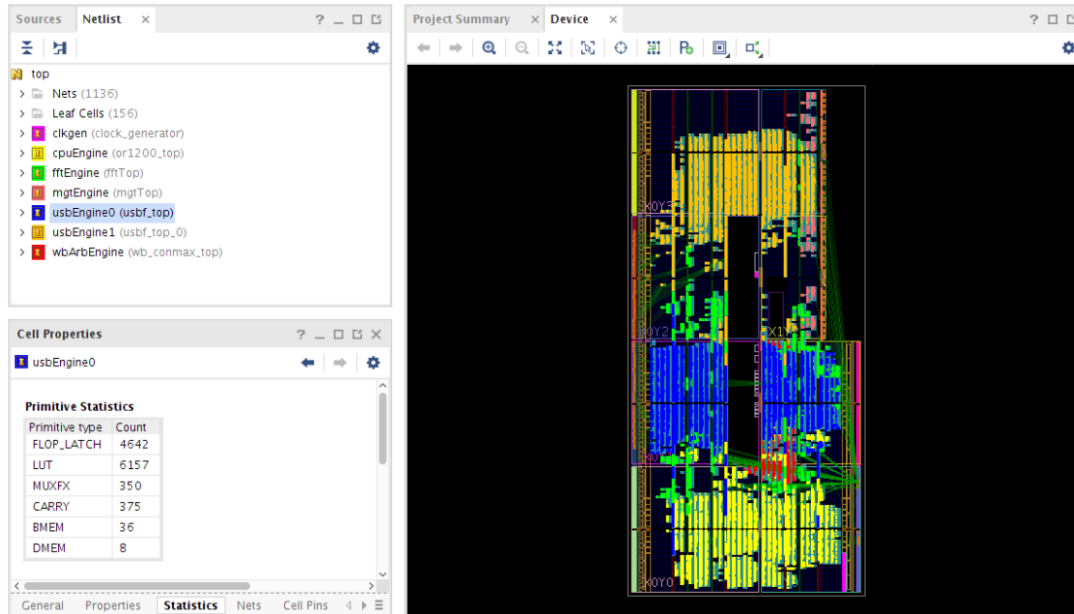 Sources Netlist
top
Nets (1136)
Leaf Cells (156)
clkgen (clock_generator)
cpuEngine (or1200_top)
fftEngine (fftTop)
mgtEngine (mgtTop)
usbEngine0 (usbf_top)
usbEngine1 (usbf_top_0)
wbArbEngine (wb_conmax_top)
Cell Properties
usbEngine0
Primitive Statistics
Primitive type Count
FLOP_LATCH 4642
LUT 6157
MUXFX 350
CARRY 375
BMEM 36
DMEM 8
General Properties Statistics Nets Cell Pins
Project Summary Device
X0Y3
X0Y2
X0Y0